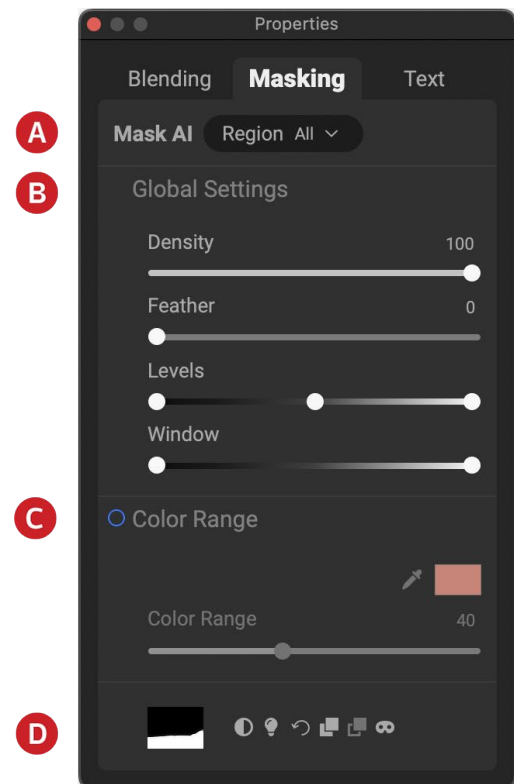 Properties
Blending Masking Text
A Mask AI Region All
B Global Settings
Density 100
Feather 0
Levels
Window
C Color Range
Color Range 40
D